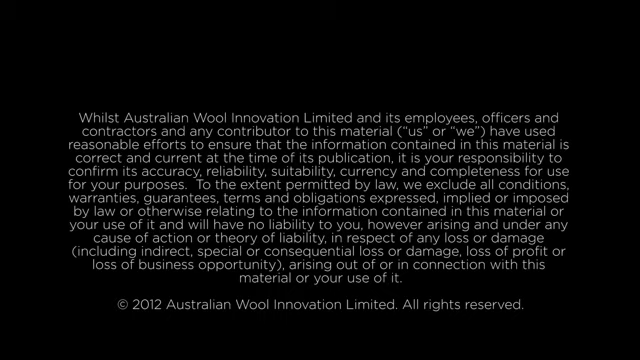 Whilst Australian Wool Innovation Limited and its employees, officers and
contractors and any contributor to this material (“us” or “we”) have used
reasonable efforts to ensure that the information contained in this material is
correct and current at the time of its publication, it is your responsibility to
confirm its accuracy, reliability, suitability, currency and completeness for use
for your purposes.  To the extent permitted by law, we exclude all conditions,
warranties, guarantees, terms and obligations expressed, implied or imposed
by law or otherwise relating to the information contained in this material or
your use of it and will have no liability to you, however arising and under any
cause of action or theory of liability, in respect of any loss or damage
(including indirect, special or consequential loss or damage, loss of profit or
loss of business opportunity), arising out of or in connection with this
material or your use of it.
© 2012 Australian Wool Innovation Limited. All rights reserved.